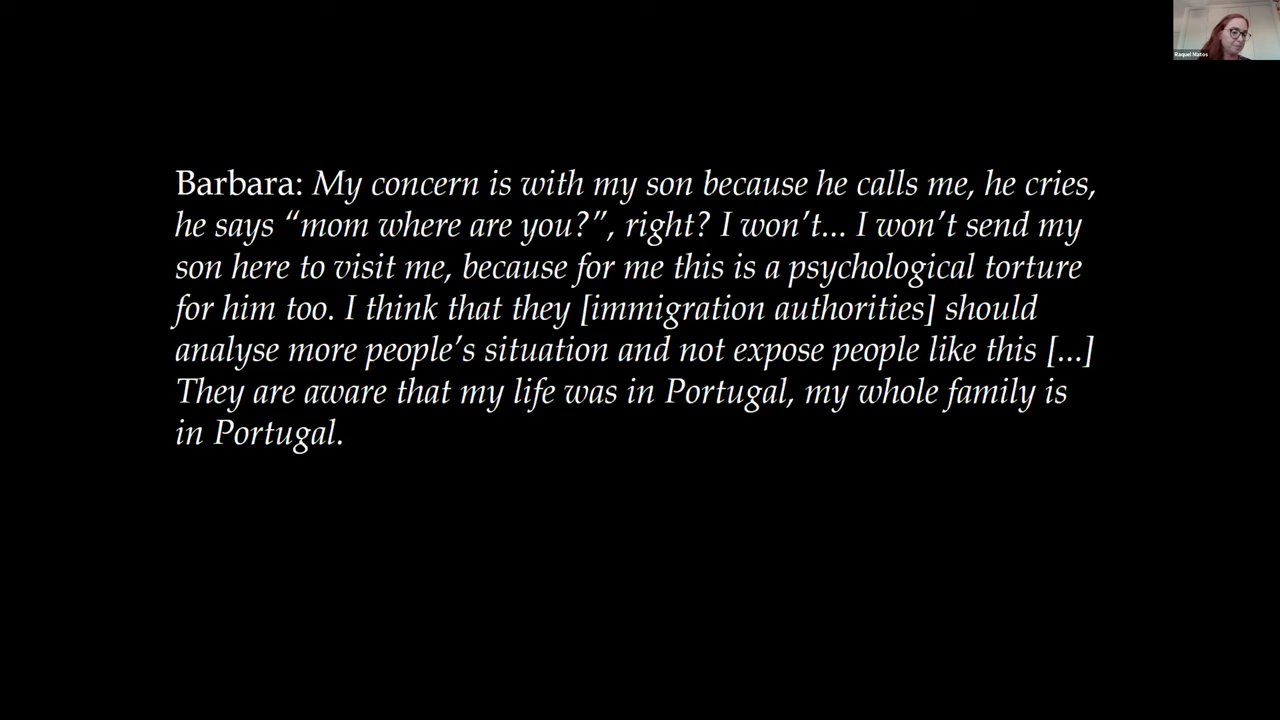 Raquel Matos
Barbara: My concern is with my son because he calls me, he cries,
he says “mom where are you?”, right? I won’t... I won’t send my
son here to visit me, because for me this is a psychological torture
for him too. I think that they [immigration authorities] should
analyse more people’s situation and not expose people like this [...]
They are aware that my life was in Portugal, my whole family is
in Portugal.